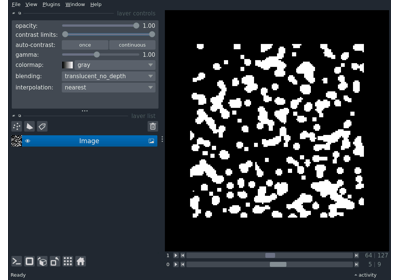 File View Plugins Window Help
layer controls
opacity: 1.00
contrast limits:
auto-contrast: once continuous
gamma: 1.00
colormap: gray
blending: translucent_no_depth
interpolation: nearest
layer list
Image
1 64 127
0 5 9
Ready activity